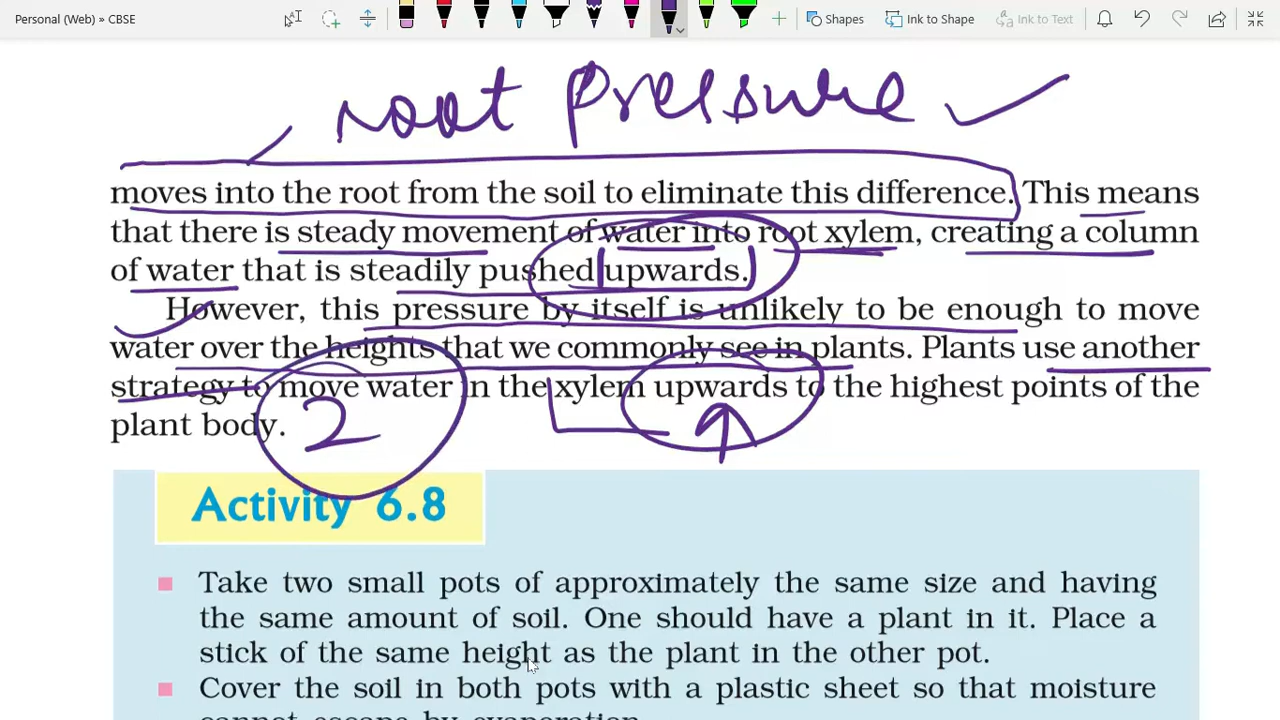 Personal (Web) » CBSE
Shapes Ink to Shape Ink to Text
root Pressure
moves into the root from the soil to eliminate this difference. This means
that there is steady movement of water into root xylem, creating a column
of water that is steadily pushed upwards.
However, this pressure by itself is unlikely to be enough to move
water over the heights that we commonly see in plants. Plants use another
strategy to move water in the xylem upwards to the highest points of the
plant body.
2
Activity 6.8
Take two small pots of approximately the same size and having
the same amount of soil. One should have a plant in it. Place a
stick of the same height as the plant in the other pot.
Cover the soil in both pots with a plastic sheet so that moisture
cannot escape by evaporation.